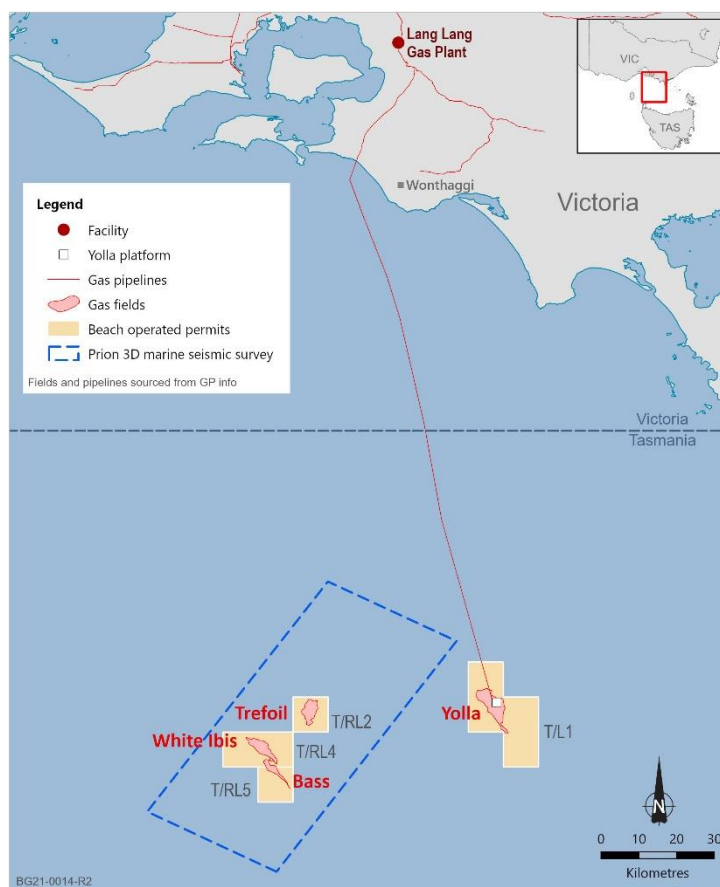 Lang Lang
Gas Plant
VIC
TAS
Wonthaggi
Victoria
Legend
Facility
Yolla platform
Gas pipelines
Gas fields
Beach operated permits
Prion 3D marine seismic survey
Fields and pipelines sourced from GP info
Victoria
Tasmania
Trefoil
T/RL2
Yolla
T/L1
White Ibis
T/RL4
T/RL5
Bass
N
0 10 20 30
Kilometres
BG21-0014-R2